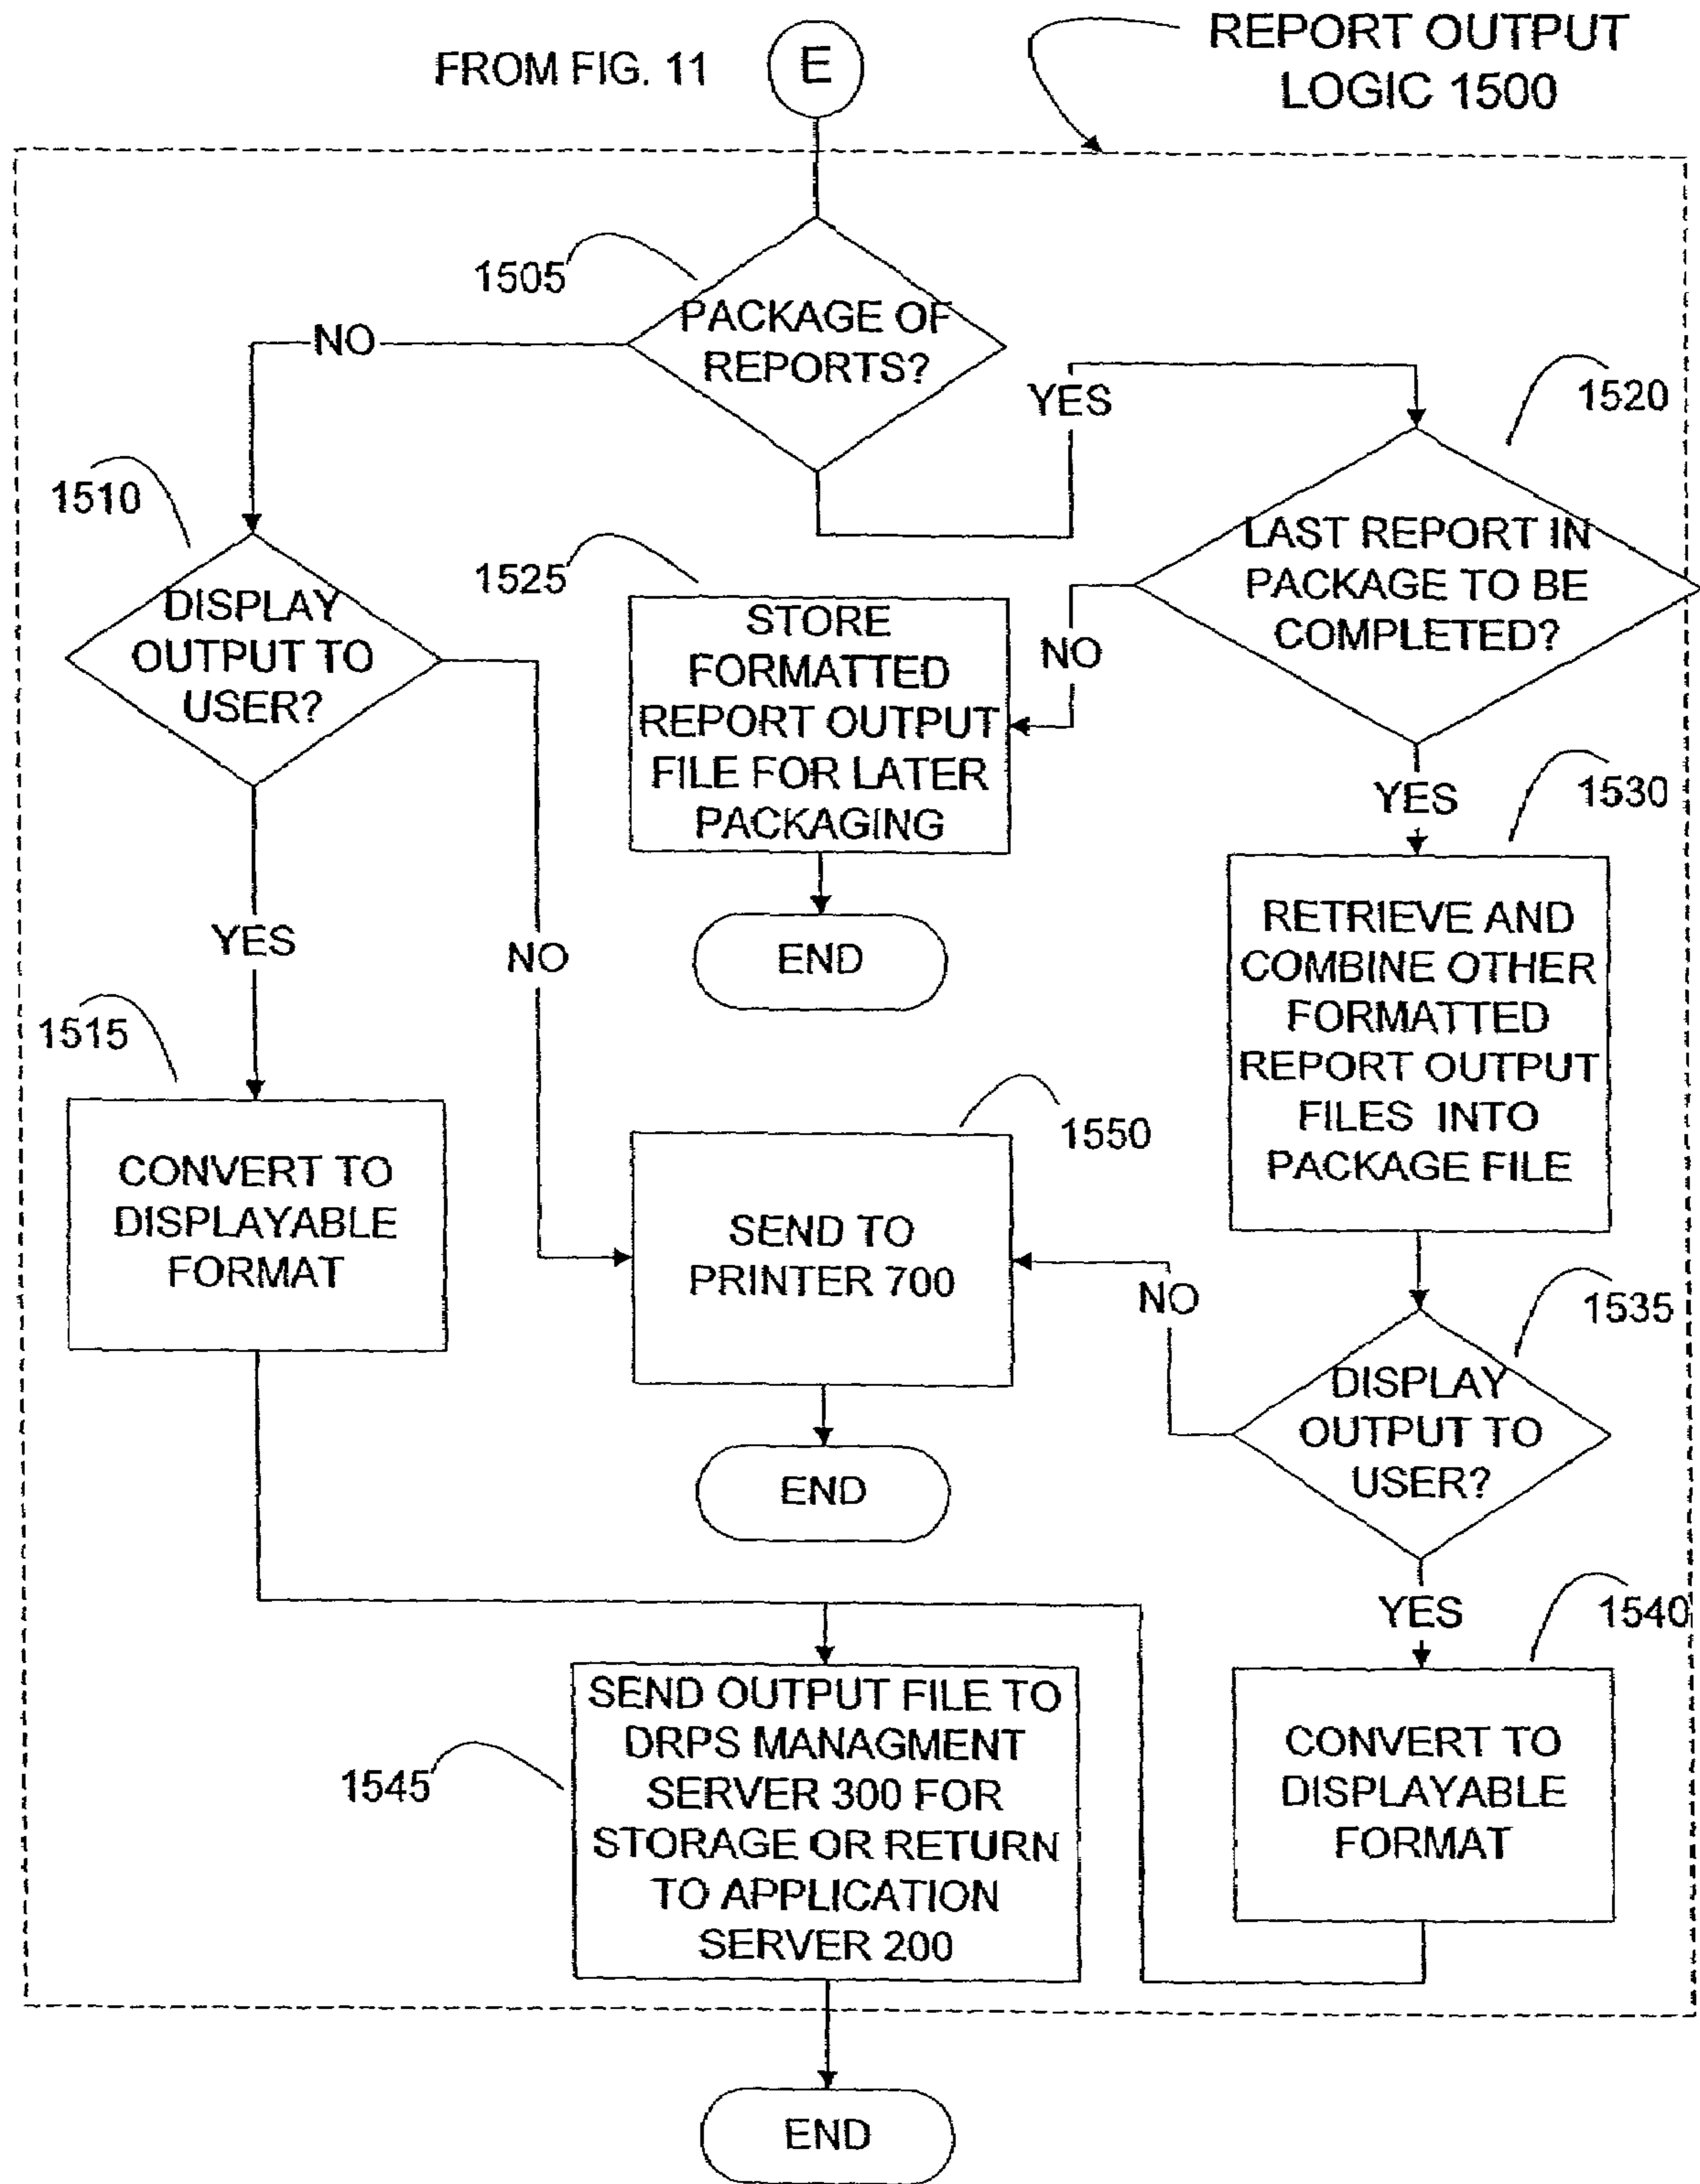 FROM FIG. 11
E
REPORT OUTPUT
LOGIC 1500
1505
PACKAGE OF
REPORTS?
NO
YES
1520
1510
LAST REPORT IN
PACKAGE TO BE
COMPLETED?
DISPLAY
OUTPUT TO
USER?
1525
STORE
FORMATTED
REPORT OUTPUT
FILE FOR LATER
PACKAGING
NO
YES
1530
END
YES
NO
RETRIEVE AND
COMBINE OTHER
FORMATTED
REPORT OUTPUT
FILES INTO
PACKAGE FILE
1515
CONVERT TO
DISPLAYABLE
FORMAT
1550
SEND TO
PRINTER 700
NO
1535
DISPLAY
OUTPUT TO
USER?
END
YES
1540
1545
SEND OUTPUT FILE TO
DRPS MANAGMENT
SERVER 300 FOR
STORAGE OR RETURN
TO APPLICATION
SERVER 200
CONVERT TO
DISPLAYABLE
FORMAT
END